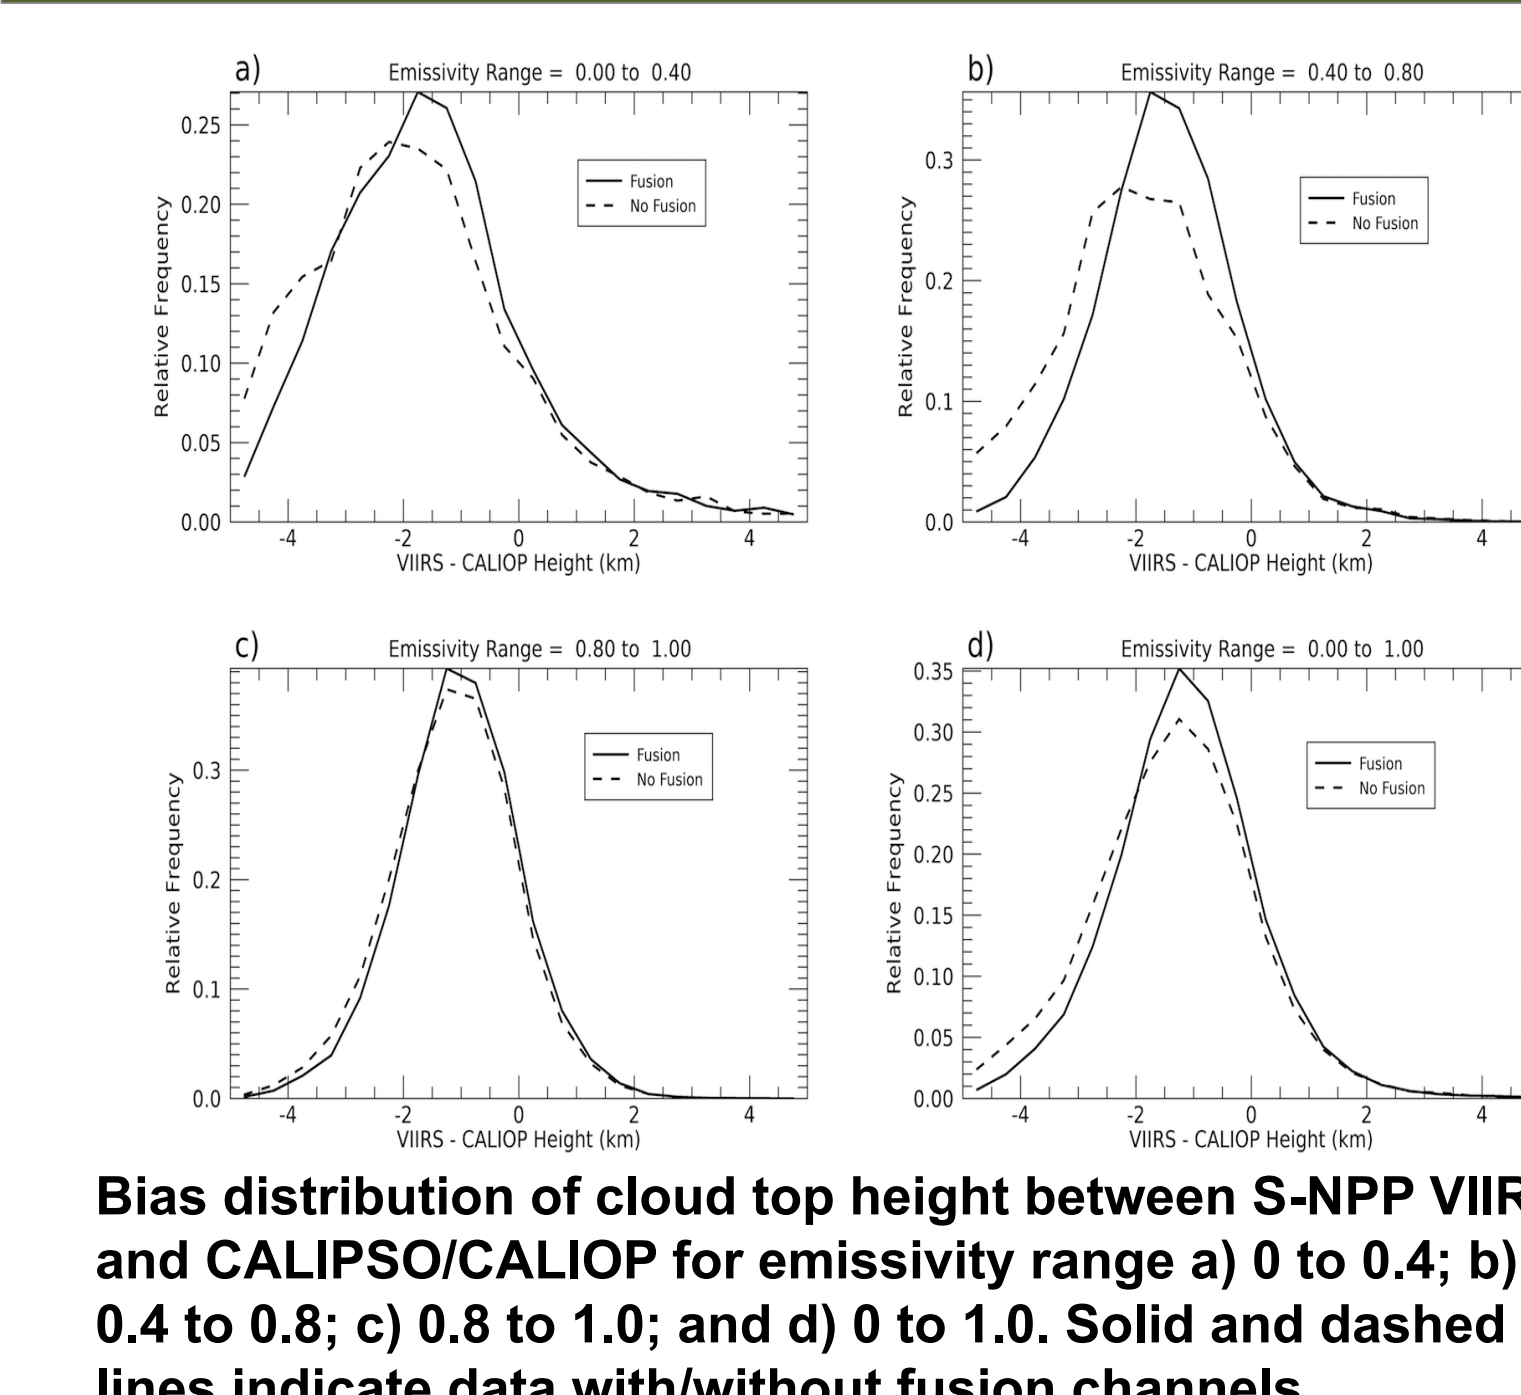 a)
Emissivity Range = 0.00 to 0.40
0.25
0.20
0.15
0.10
0.05
0.00
Relative Frequency
Fusion
No Fusion
-4 -2 0 2 4
VIIRS - CALIOP Height (km)
b)
Emissivity Range = 0.40 to 0.80
0.3
0.2
0.1
0.0
Relative Frequency
Fusion
No Fusion
-4 -2 0 2 4
VIIRS - CALIOP Height (km)
c)
Emissivity Range = 0.80 to 1.00
0.3
0.2
0.1
0.0
Relative Frequency
Fusion
No Fusion
-4 -2 0 2 4
VIIRS - CALIOP Height (km)
d)
Emissivity Range = 0.00 to 1.00
0.35
0.30
0.25
0.20
0.15
0.10
0.05
0.00
Relative Frequency
Fusion
No Fusion
-4 -2 0 2 4
VIIRS - CALIOP Height (km)
Bias distribution of cloud top height between S-NPP VIIR
and CALIPSO/CALIOP for emissivity range a) 0 to 0.4; b)
0.4 to 0.8; c) 0.8 to 1.0; and d) 0 to 1.0. Solid and dashed
lines indicate data with/without fusion channels